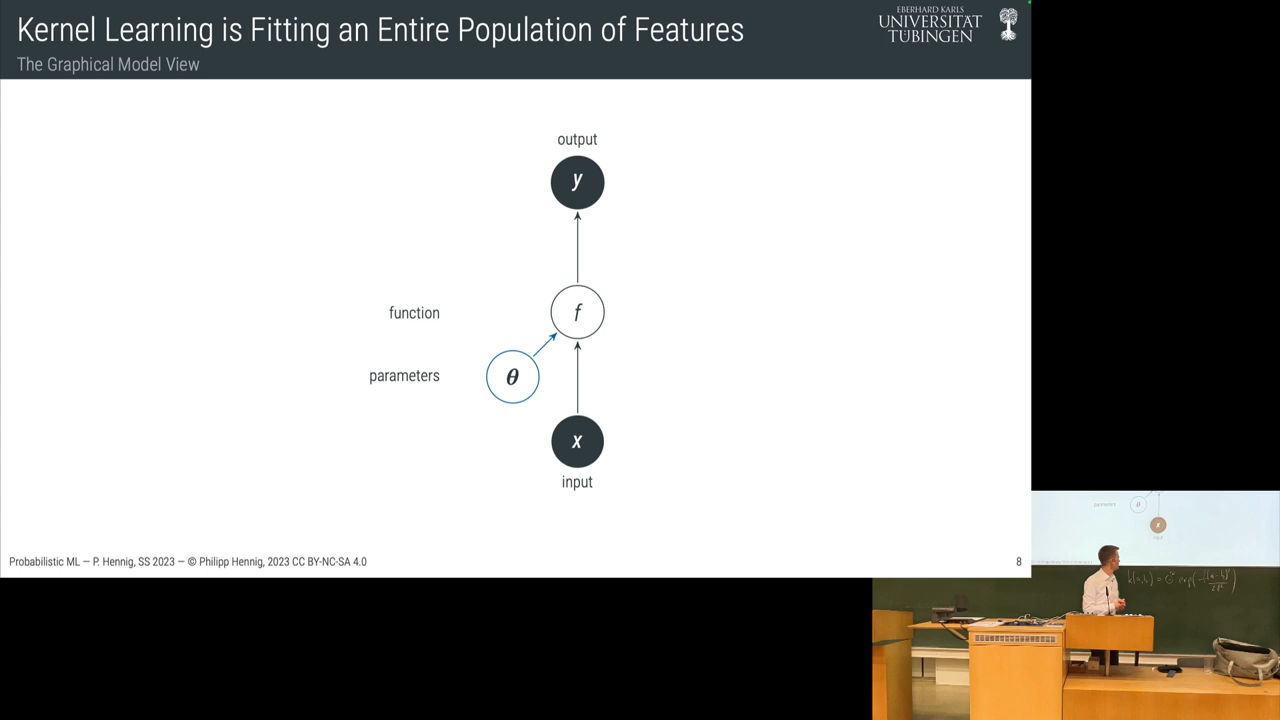 Kernel Learning is Fitting an Entire Population of Features
The Graphical Model View
EBERHARD KARLS
UNIVERSITÄT
TÜBINGEN
output
y
f
function
θ
parameters
x
input
Probabilistic ML — P. Hennig, SS 2023 — © Philipp Hennig, 2023 CC BY-NC-SA 4.0
8
parameters
θ
x
k(a,b) =